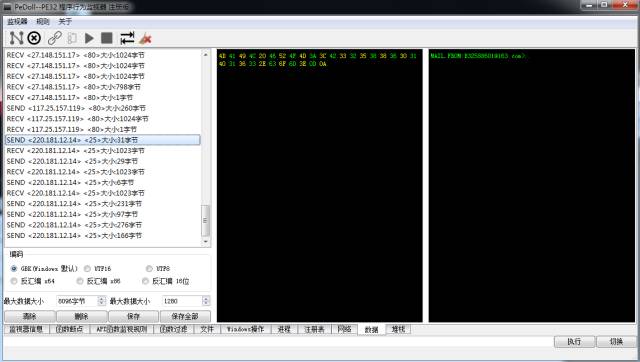 PeDoll--PE32 程序行为监视器 注册版
监视器 规则 关于
RECV <27.148.151.17> <80>大小:1024字节
RECV <27.148.151.17> <80>大小:1024字节
RECV <27.148.151.17> <80>大小:1024字节
RECV <27.148.151.17> <80>大小:798字节
RECV <27.148.151.17> <80>大小:1字节
SEND <117.25.157.119> <80>大小:260字节
RECV <117.25.157.119> <80>大小:1024字节
RECV <117.25.157.119> <80>大小:1字节
SEND <220.181.12.14> <25>大小:31字节
RECV <220.181.12.14> <25>大小:1023字节
SEND <220.181.12.14> <25>大小:29字节
RECV <220.181.12.14> <25>大小:1023字节
SEND <220.181.12.14> <25>大小:6字节
RECV <220.181.12.14> <25>大小:1023字节
SEND <220.181.12.14> <25>大小:231字节
SEND <220.181.12.14> <25>大小:97字节
SEND <220.181.12.14> <25>大小:276字节
SEND <220.181.12.14> <25>大小:166字节
4D 41 49 4C 20 46 52 4F 4D 3A 3C 42 33 32 35 38 38 36 30 31
40 31 36 33 2E 63 6F 6D 3E 0D 0A
MAIL FROM:<B32588601@163.com>.
编码
GBK(Windows 默认) UTF16 UTF8
反汇编 x64 反汇编 x86 反汇编 16位
最大数据大小 8096字节 最大数据大小 1280
清除 删除 保存 保存全部
监视器信息 函数断点 API函数监视规则 函数过滤 文件 Windows操作 进程 注册表 网络 数据 堆栈
执行 切换